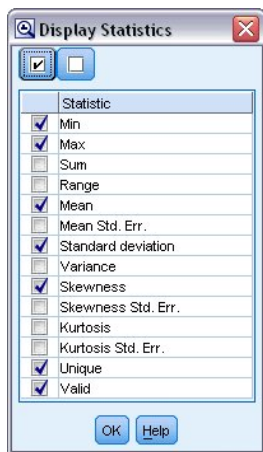 Display Statistics
Statistic
Min
Max
Sum
Range
Mean
Mean Std. Err.
Standard deviation
Variance
Skewness
Skewness Std. Err.
Kurtosis
Kurtosis Std. Err.
Unique
Valid
OK Help